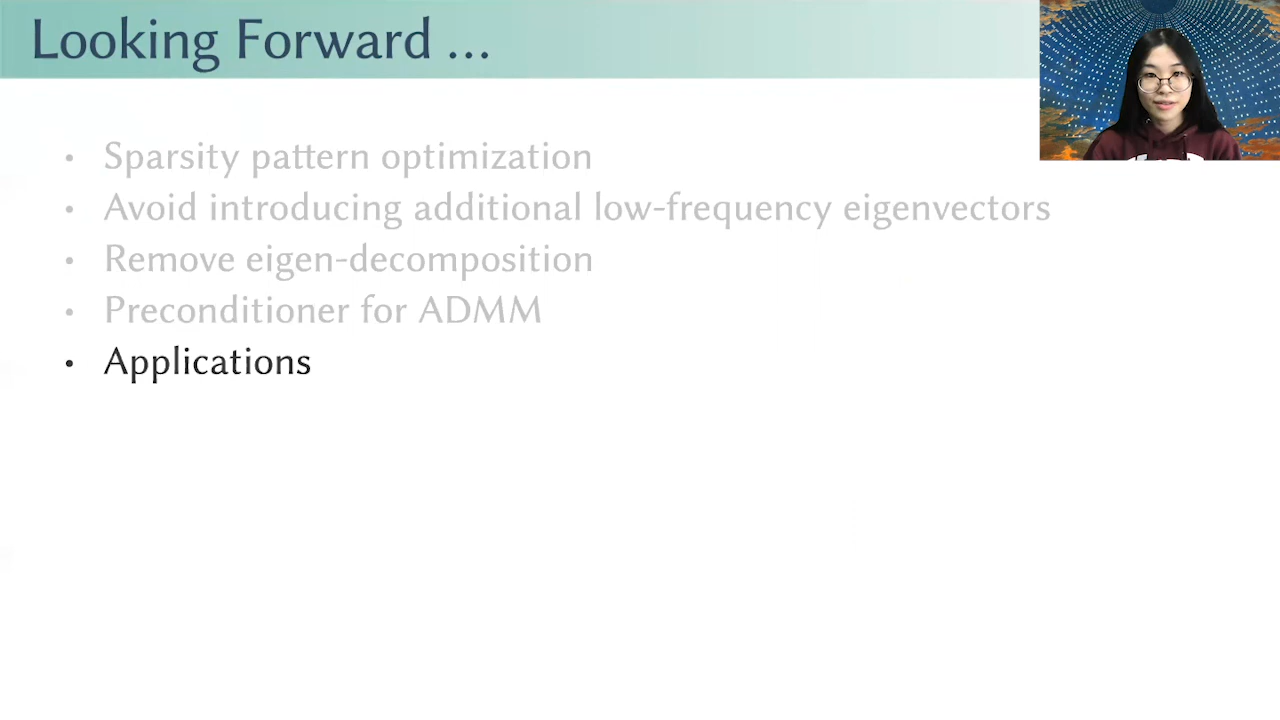 Looking Forward ...
• Sparsity pattern optimization
• Avoid introducing additional low-frequency eigenvectors
• Remove eigen-decomposition
• Preconditioner for ADMM
• Applications